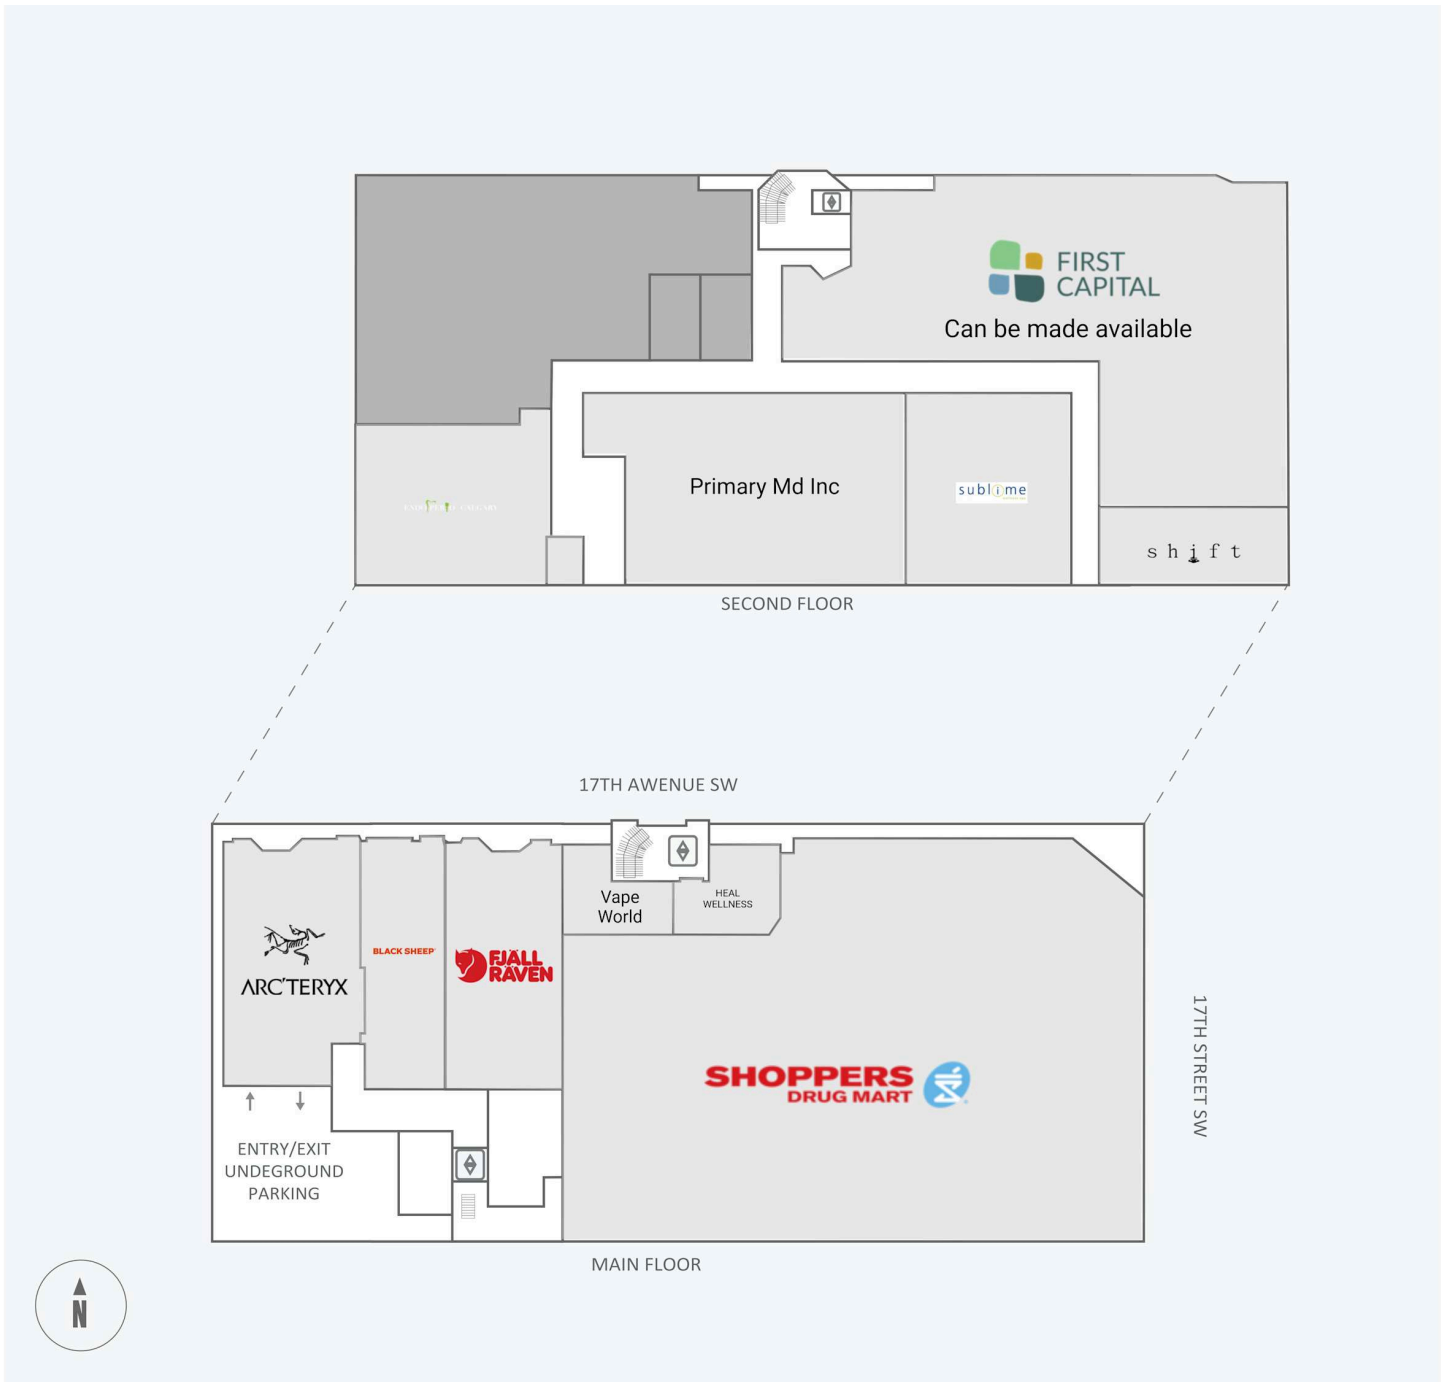 FIRST
CAPITAL
Can be made available
Primary Md Inc
sublime
shift
SECOND FLOOR
17TH AWENUE SW
Vape
World
HEAL
WELLNESS
ARC'TERYX
BLACK SHEEP
FJÄLL
RÄVEN
SHOPPERS
DRUG MART
17TH STREET SW
ENTRY/EXIT
UNDEGROUND
PARKING
MAIN FLOOR
N